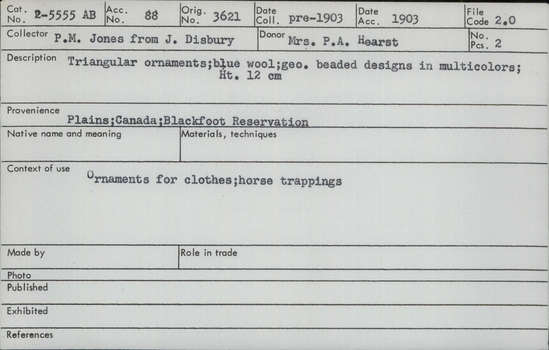 Cat. No. 2-5555 AB Acc. No. 88 Orig. No. 3621 Date Coll. pre-1903 Date Acc. 1903 File Code 2.0
Collector P.M. Jones from J. Disbury Donor Mrs. P.A. Hearst No. Pcs. 2
Description Triangular ornaments;blue wool;geo. beaded designs in multicolors;
Ht. 12 cm
Provenience Plains;Canada;Blackfoot Reservation
Native name and meaning Materials, techniques
Context of use Ornaments for clothes;horse trappings
Made by Role in trade
Photo
Published
Exhibited
References